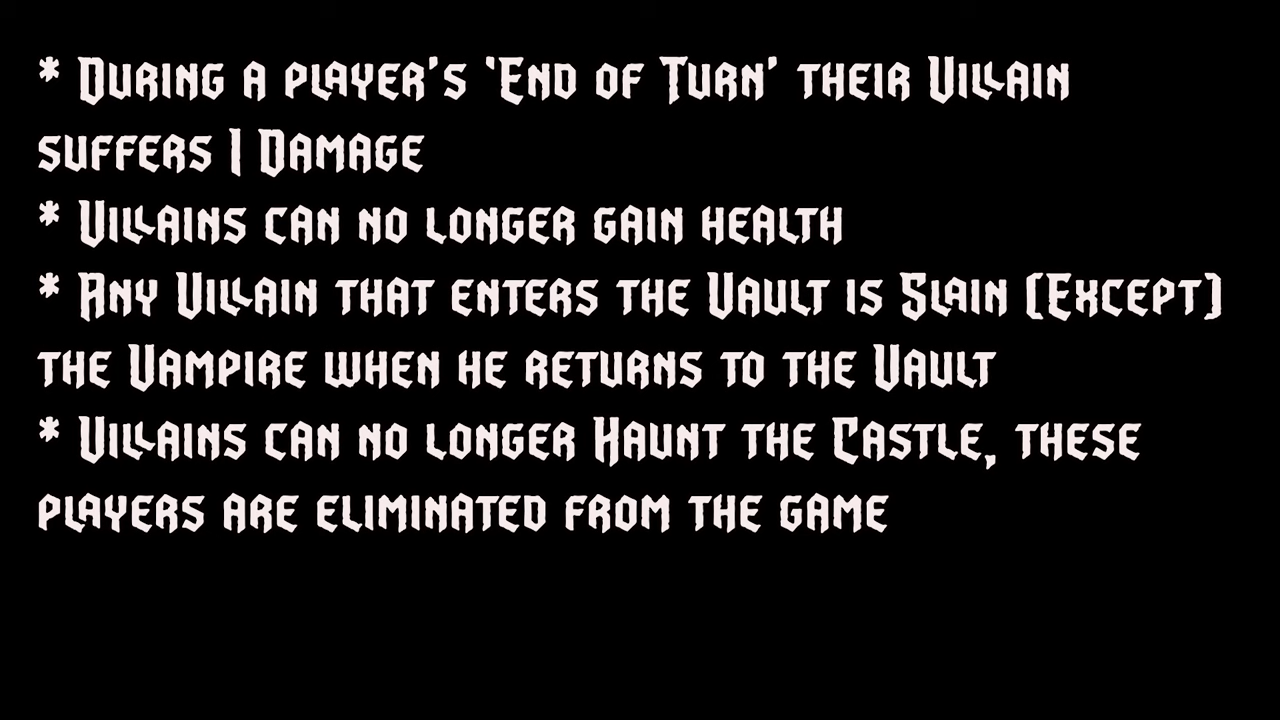 * During a player's 'End of Turn' their Villain
suffers 1 Damage
* Villains can no longer gain health
* Any Villain that enters the Vault is Slain (Except)
the Vampire when he returns to the Vault
* Villains can no longer Haunt the Castle, these
players are eliminated from the game